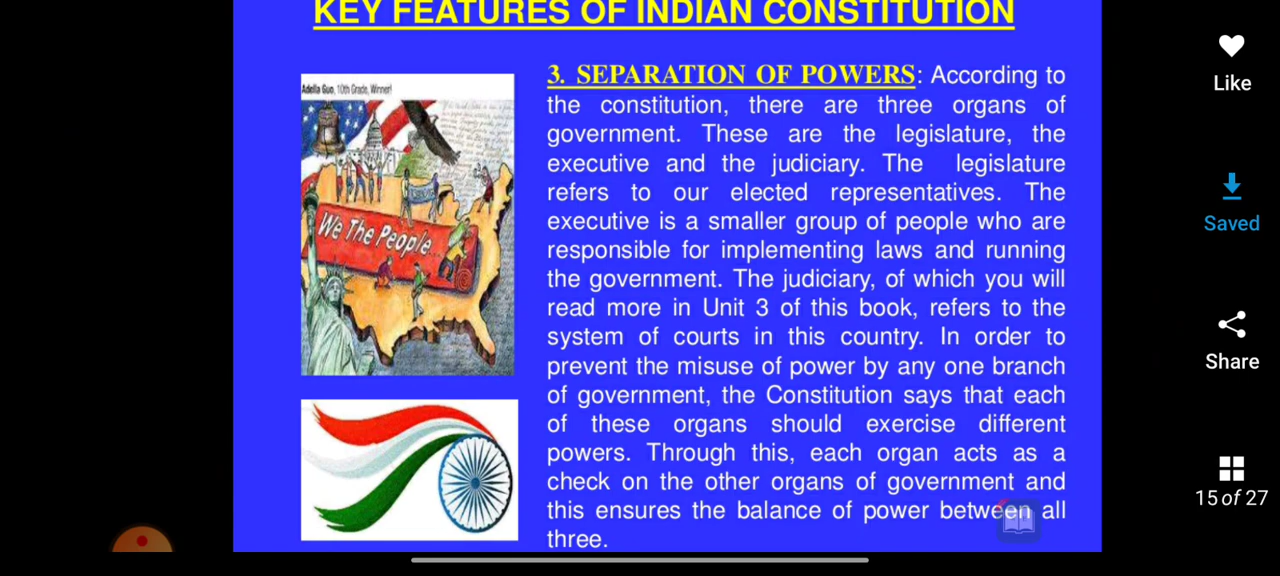 KEY FEATURES OF INDIAN CONSTITUTION
Adella Guo, 10th Grade, Winner!
We The People
3. SEPARATION OF POWERS: According to
the constitution, there are three organs of
government. These are the legislature, the
executive and the judiciary. The legislature
refers to our elected representatives. The
executive is a smaller group of people who are
responsible for implementing laws and running
the government. The judiciary, of which you will
read more in Unit 3 of this book, refers to the
system of courts in this country. In order to
prevent the misuse of power by any one branch
of government, the Constitution says that each
of these organs should exercise different
powers. Through this, each organ acts as a
check on the other organs of government and
this ensures the balance of power between all
three.
Like
Saved
Share
15 of 27